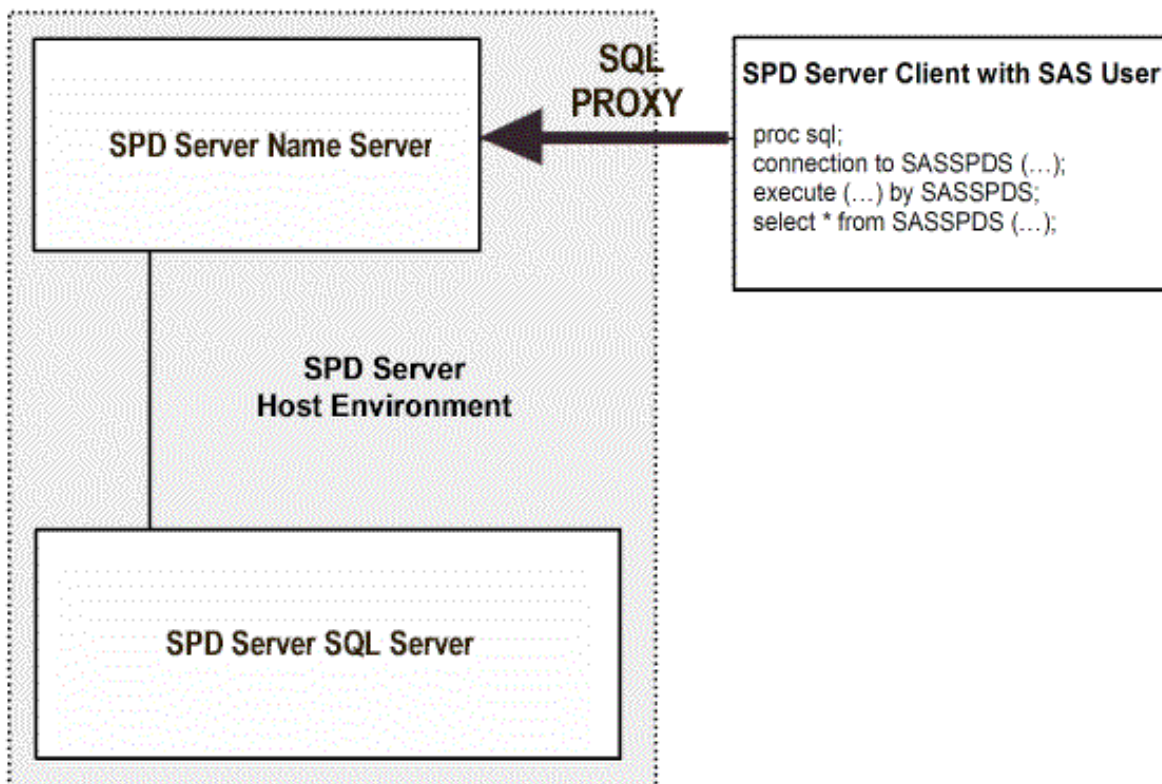 SPD Server Name Server
SQL
PROXY
SPD Server Client with SAS User
proc sql;
connection to SASSPDS (...);
execute (...) by SASSPDS;
select * from SASSPDS (...);
SPD Server
Host Environment
SPD Server SQL Server